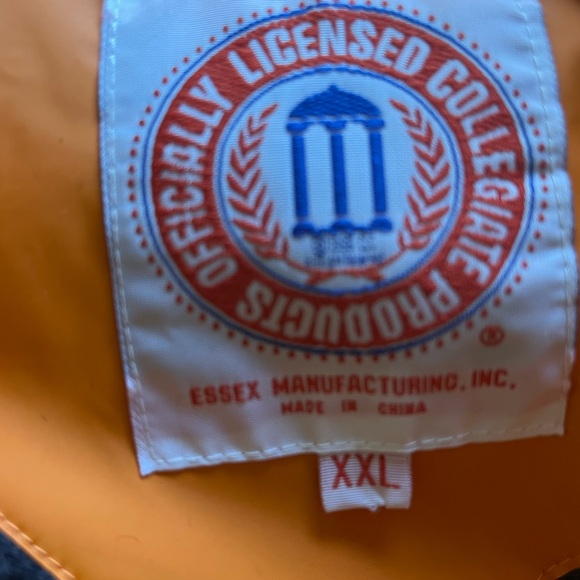 OFFICIALLY LICENSED COLLEGIATE PRODUCTS
®
ESSEX MANUFACTURING, INC.
MADE IN CHINA
XXL